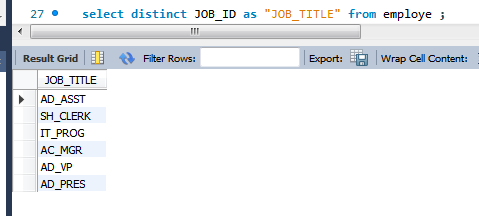 27 select distinct JOB_ID as "JOB_TITLE" from employe ;
Result Grid Filter Rows: Export: Wrap Cell Content:
JOB_TITLE
AD_ASST
SH_CLERK
IT_PROG
AC_MGR
AD_VP
AD_PRES